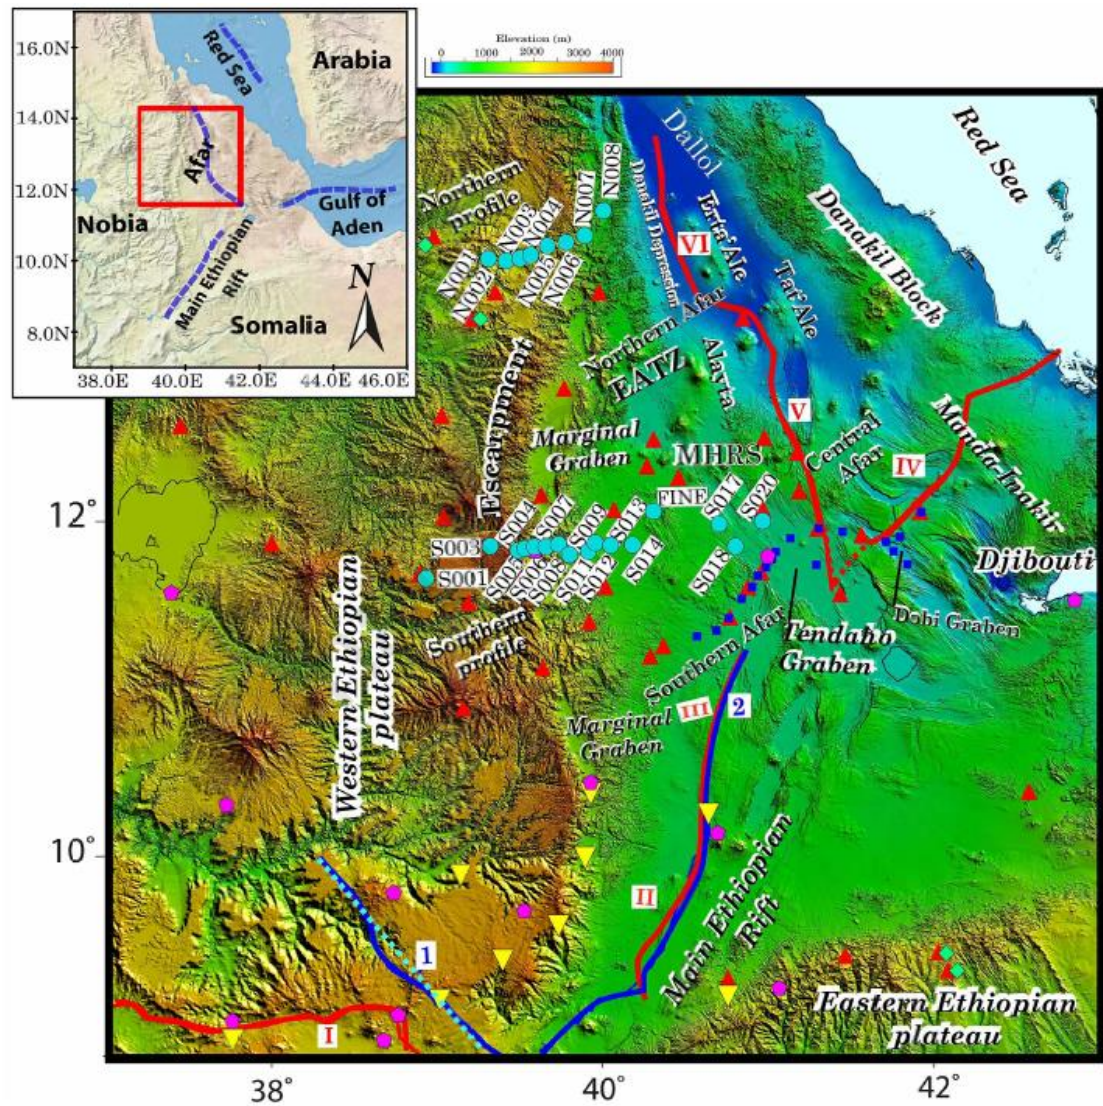 16.0N
14.0N
12.0N
10.0N
8.0N
38.0E
40.0E
42.0E
44.0E
46.0E
Red Sea
Arabia
Afar
Nobia
Gulf of
Aden
Main Ethiopian
Rift
Somalia
N
Elevation (m)
0
1000
2000
3000
4000
Red Sea
Dallol
Danakil Depression
Erta'Ale
Tat'Ale
Danakil Block
Northern
profile
N001
N002
N003
N004
N005
N006
N007
N008
VI
Northern Afar
EATZ
Alayta
Escarpment
Marginal
Graben
MHRS
V
Central
Afar
IV
Manda-Inakir
12°
S003
S001
S004
S05
S006
S007
S008
S009
S011
S012
S013
S014
FINE
S017
S018
S020
Djibouti
Dobi Graben
Tendaho
Graben
Southern
profile
Southern Afar
Western Ethiopian
plateau
Marginal
Graben
III
2
10°
II
Main Ethiopian
Rift
1
I
Eastern Ethiopian
plateau
38°
40°
42°